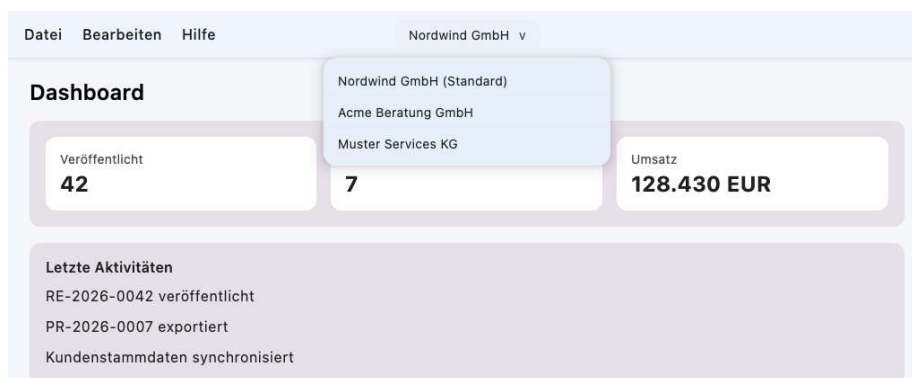 Datei Bearbeiten Hilfe Nordwind GmbH v
Nordwind GmbH (Standard)
Acme Beratung GmbH
Muster Services KG
Dashboard
Veröffentlicht
42
7
Umsatz
128.430 EUR
Letzte Aktivitäten
RE-2026-0042 veröffentlicht
PR-2026-0007 exportiert
Kundenstammdaten synchronisiert